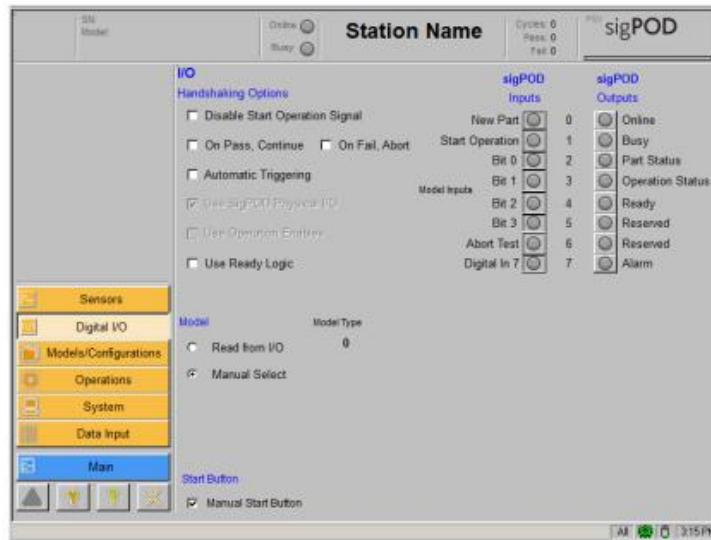 SN:
Model:
Online
Busy
Station Name
Cycles: 0
Pass: 0
Fail: 0
sigPOD
I/O
Handshaking Options
Disable Start Operation Signal
On Pass, Continue
On Fail, Abort
Automatic Triggering
Use sigPOD Physical I/O
Use Operation Enables
Use Ready Logic
sigPOD
Inputs
sigPOD
Outputs
New Part 0 Online
Start Operation 1 Busy
Bit 0 2 Part Status
Bit 1 3 Operation Status
Model Inputs
Bit 2 4 Ready
Bit 3 5 Reserved
Abort Test 6 Reserved
Digital In 7 7 Alarm
Sensors
Digital I/O
Models/Configurations
Operations
System
Data Input
Main
Model
Model Type
Read from I/O
0
Manual Select
Start Button
Manual Start Button
All
3:15 PM